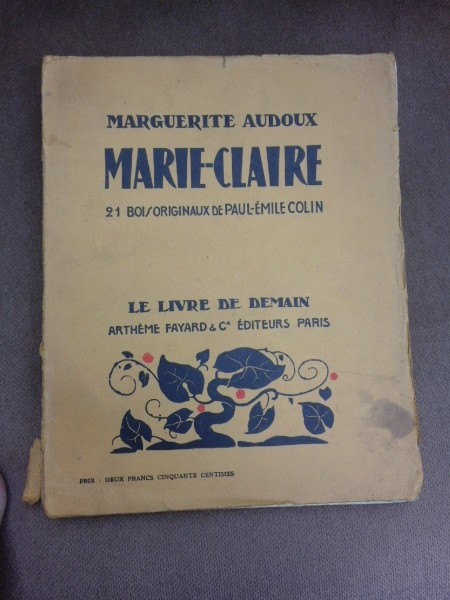 MARGUERITE AUDOUX
MARIE-CLAIRE
21 BOIS ORIGINAUX DE PAUL-ÉMILE COLIN
LE LIVRE DE DEMAIN
ARTHÈME FAYARD & Cie ÉDITEURS PARIS
PRIX : DEUX FRANCS CINQUANTE CENTIMES